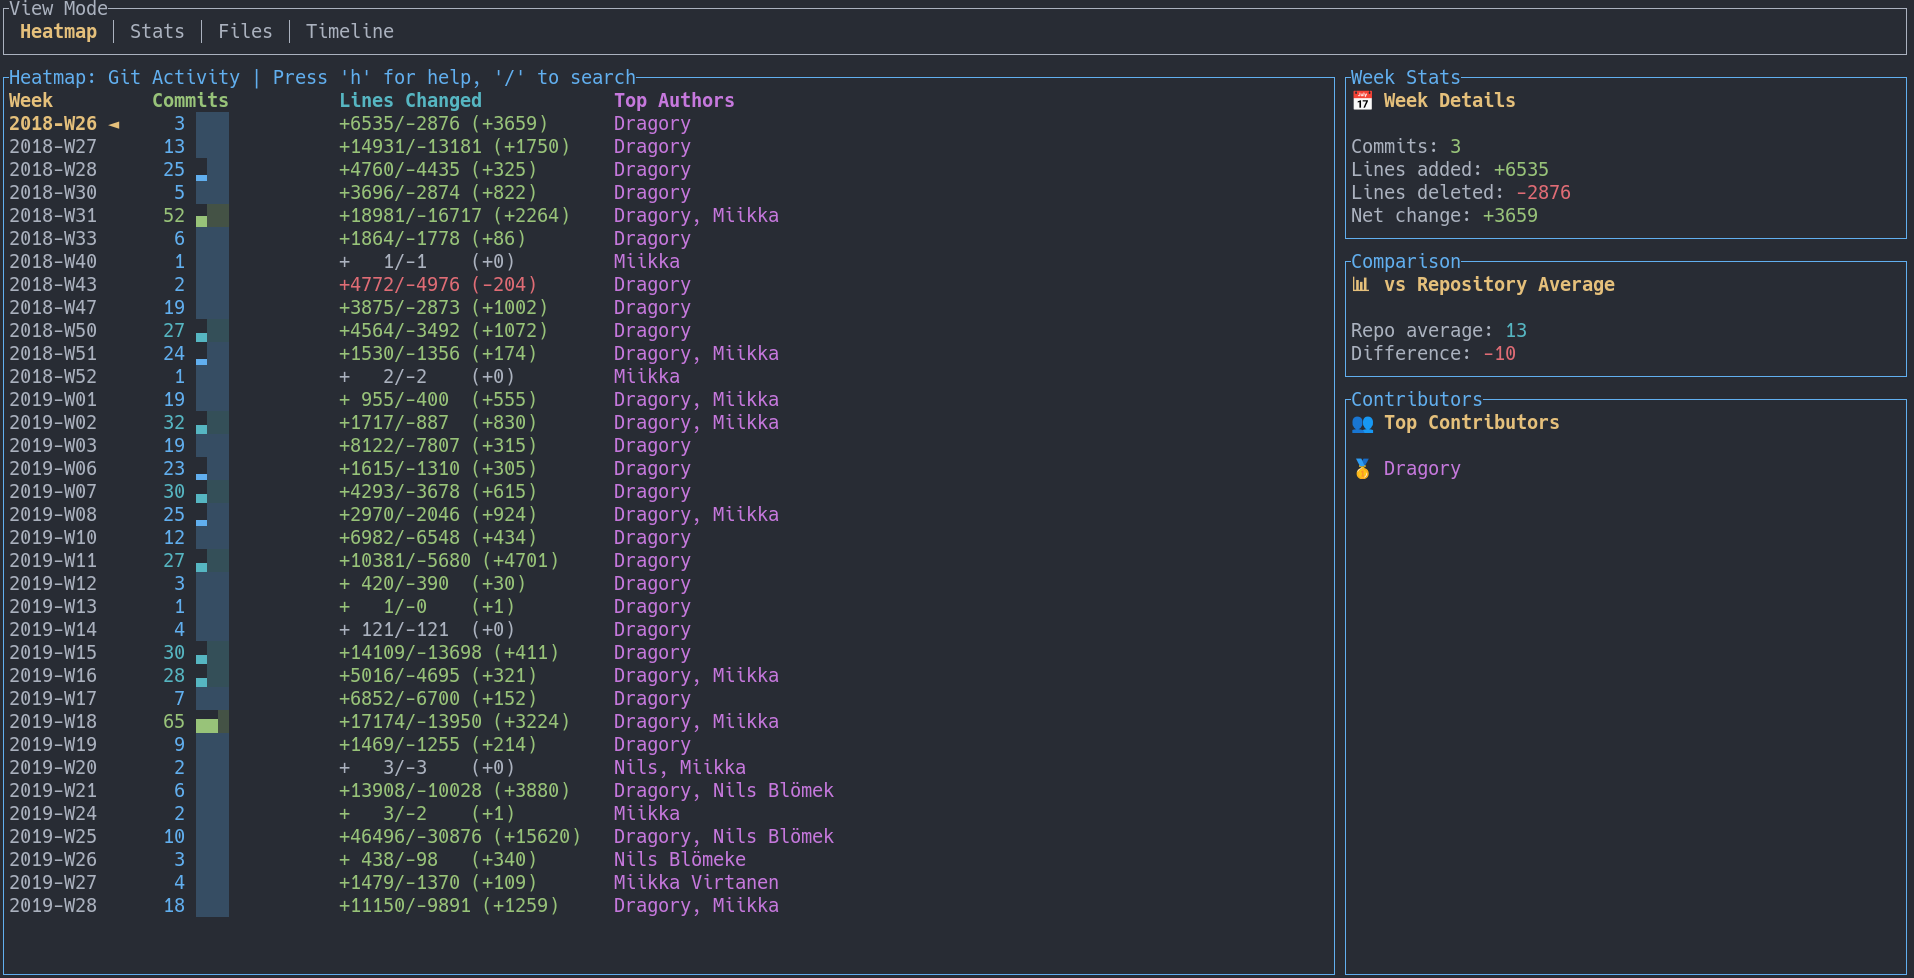 View Mode
Heatmap │ Stats │ Files │ Timeline
Heatmap: Git Activity | Press 'h' for help, '/' to search
Week Commits Lines Changed Top Authors
2018-W26 ◄ 3 +6535/-2876 (+3659) Dragory
2018-W27 13 +14931/-13181 (+1750) Dragory
2018-W28 25 +4760/-4435 (+325) Dragory
2018-W30 5 +3696/-2874 (+822) Dragory
2018-W31 52 +18981/-16717 (+2264) Dragory, Miikka
2018-W33 6 +1864/-1778 (+86) Dragory
2018-W40 1 + 1/-1 (+0) Miikka
2018-W43 2 +4772/-4976 (-204) Dragory
2018-W47 19 +3875/-2873 (+1002) Dragory
2018-W50 27 +4564/-3492 (+1072) Dragory
2018-W51 24 +1530/-1356 (+174) Dragory, Miikka
2018-W52 1 + 2/-2 (+0) Miikka
2019-W01 19 + 955/-400 (+555) Dragory, Miikka
2019-W02 32 +1717/-887 (+830) Dragory, Miikka
2019-W03 19 +8122/-7807 (+315) Dragory
2019-W06 23 +1615/-1310 (+305) Dragory
2019-W07 30 +4293/-3678 (+615) Dragory
2019-W08 25 +2970/-2046 (+924) Dragory, Miikka
2019-W10 12 +6982/-6548 (+434) Dragory
2019-W11 27 +10381/-5680 (+4701) Dragory
2019-W12 3 + 420/-390 (+30) Dragory
2019-W13 1 + 1/-0 (+1) Dragory
2019-W14 4 + 121/-121 (+0) Dragory
2019-W15 30 +14109/-13698 (+411) Dragory
2019-W16 28 +5016/-4695 (+321) Dragory, Miikka
2019-W17 7 +6852/-6700 (+152) Dragory
2019-W18 65 +17174/-13950 (+3224) Dragory, Miikka
2019-W19 9 +1469/-1255 (+214) Dragory
2019-W20 2 + 3/-3 (+0) Nils, Miikka
2019-W21 6 +13908/-10028 (+3880) Dragory, Nils Blömek
2019-W24 2 + 3/-2 (+1) Miikka
2019-W25 10 +46496/-30876 (+15620) Dragory, Nils Blömek
2019-W26 3 + 438/-98 (+340) Nils Blömeke
2019-W27 4 +1479/-1370 (+109) Miikka Virtanen
2019-W28 18 +11150/-9891 (+1259) Dragory, Miikka
Week Stats
📅 Week Details
Commits: 3
Lines added: +6535
Lines deleted: -2876
Net change: +3659
Comparison
📊 vs Repository Average
Repo average: 13
Difference: -10
Contributors
👥 Top Contributors
🥇 Dragory